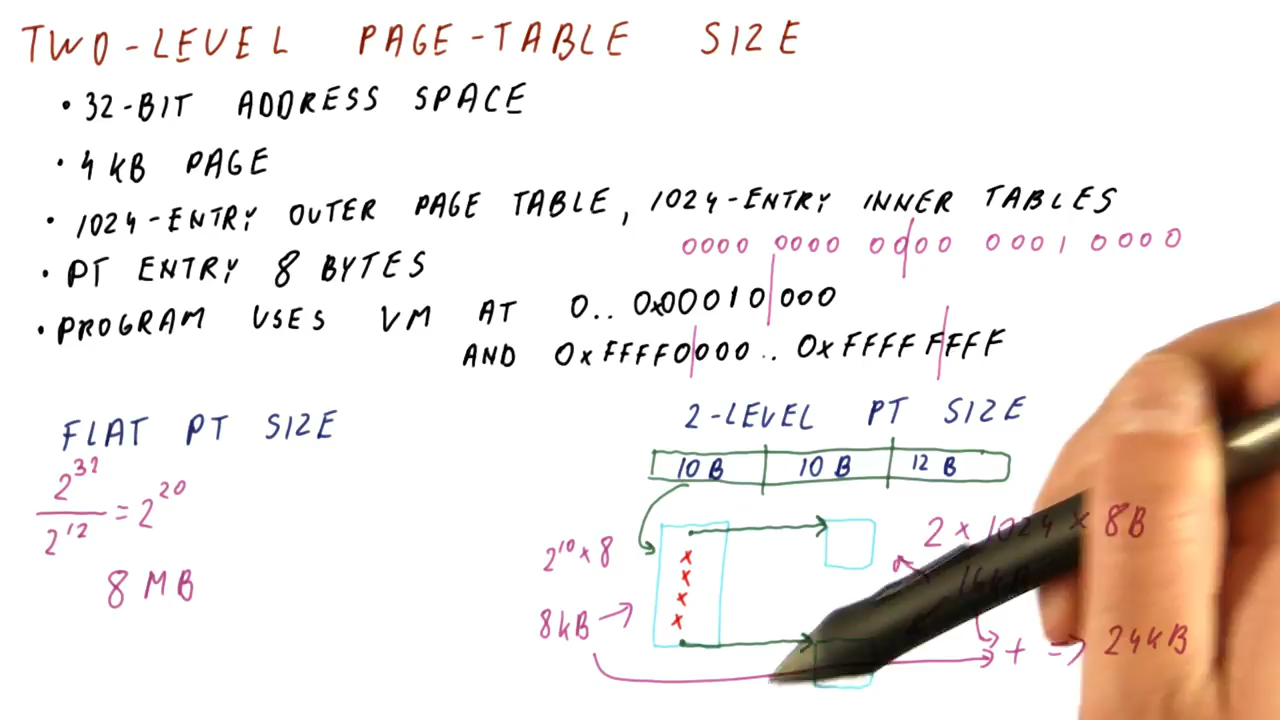 TWO-LEVEL PAGE-TABLE SIZE
• 32-BIT ADDRESS SPACE
• 4 KB PAGE
• 1024-ENTRY OUTER PAGE TABLE, 1024-ENTRY INNER TABLES
0000 0000 0000 0001 0000
• PT ENTRY 8 BYTES
• PROGRAM USES VM AT 0.. 0x00010000
AND 0xFFFF0000 .. 0xFFFFFFFF
FLAT PT SIZE
2-LEVEL PT SIZE
2^32 / 2^12 = 2^20
8 MB
10 B 10 B 12 B
2^10 x 8
x
x
x
x
8kB
2 x 1024 x 8B
+ => 24kB